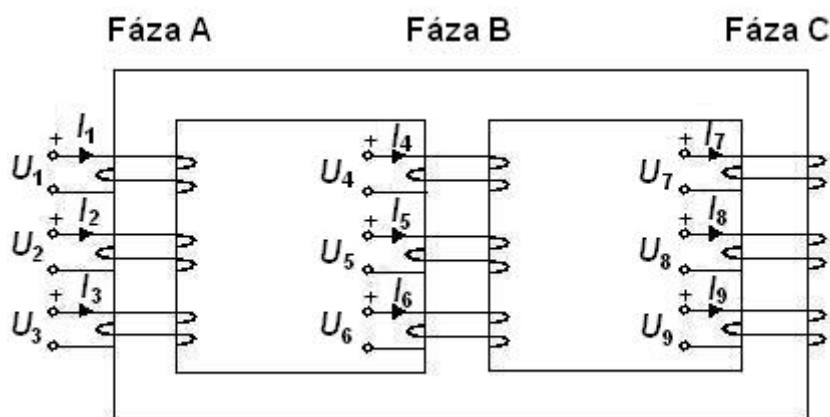 Fáza A Fáza B Fáza C
+ I1 + I4 + I7
U1 U4 U7
+ I2 + I5 + I8
U2 U5 U8
+ I3 + I6 + I9
U3 U6 U9